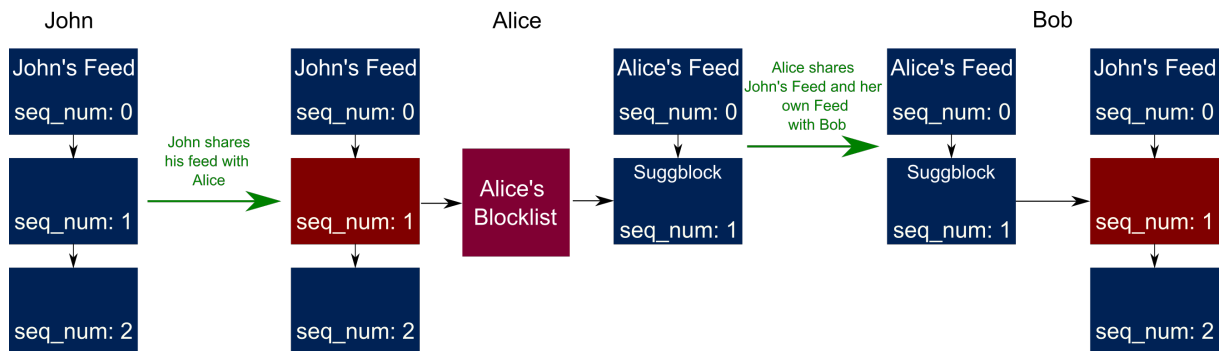 John
John's Feed
seq_num: 0
seq_num: 1
seq_num: 2
John shares
his feed with
Alice
Alice
John's Feed
seq_num: 0
seq_num: 1
seq_num: 2
Alice's
Blocklist
Alice's Feed
seq_num: 0
Suggblock
seq_num: 1
Alice shares
John's Feed and her
own Feed
with Bob
Bob
Alice's Feed
seq_num: 0
Suggblock
seq_num: 1
John's Feed
seq_num: 0
seq_num: 1
seq_num: 2